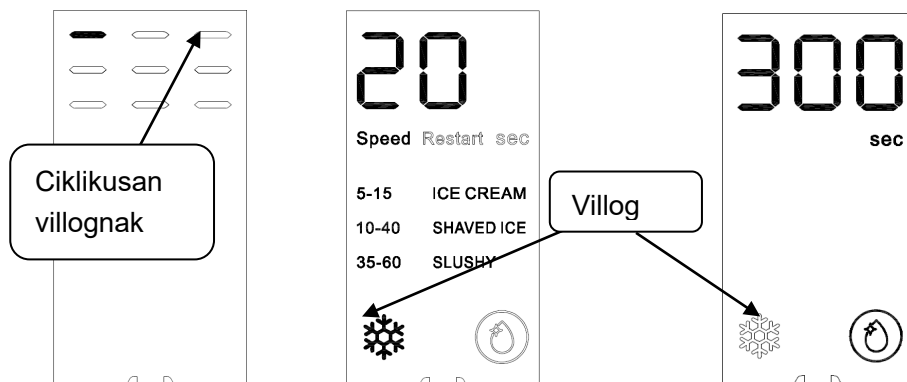 Ciklikusan
villognak
20
Speed Restart sec
5-15 ICE CREAM
10-40 SHAVED ICE
35-60 SLUSHY
Villog
300
sec